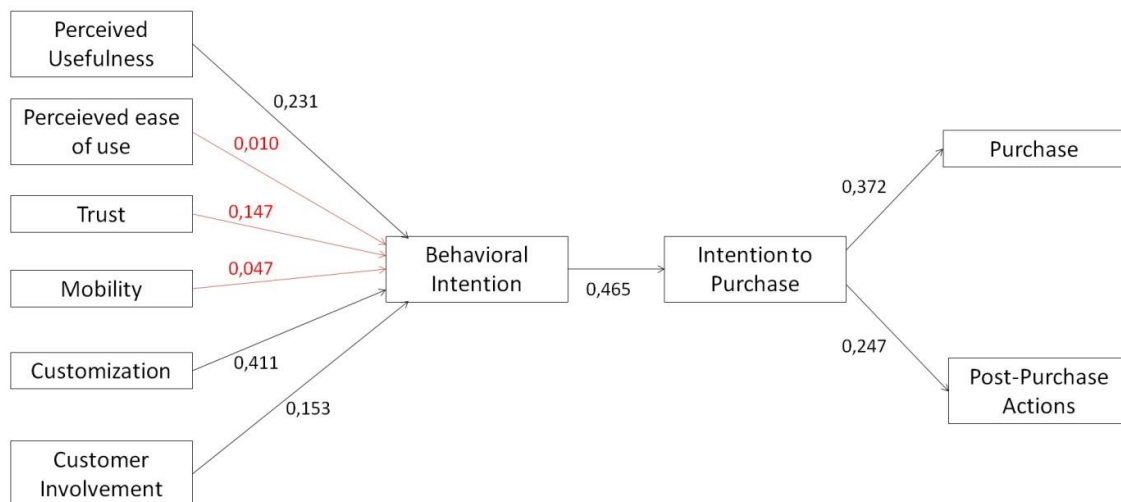 Perceived
Usefulness
0,231
Perceieved ease
of use
0,010
Trust
0,147
Mobility
0,047
Customization
0,411
Customer
Involvement
0,153
Behavioral
Intention
0,465
Intention to
Purchase
0,372
Purchase
0,247
Post-Purchase
Actions